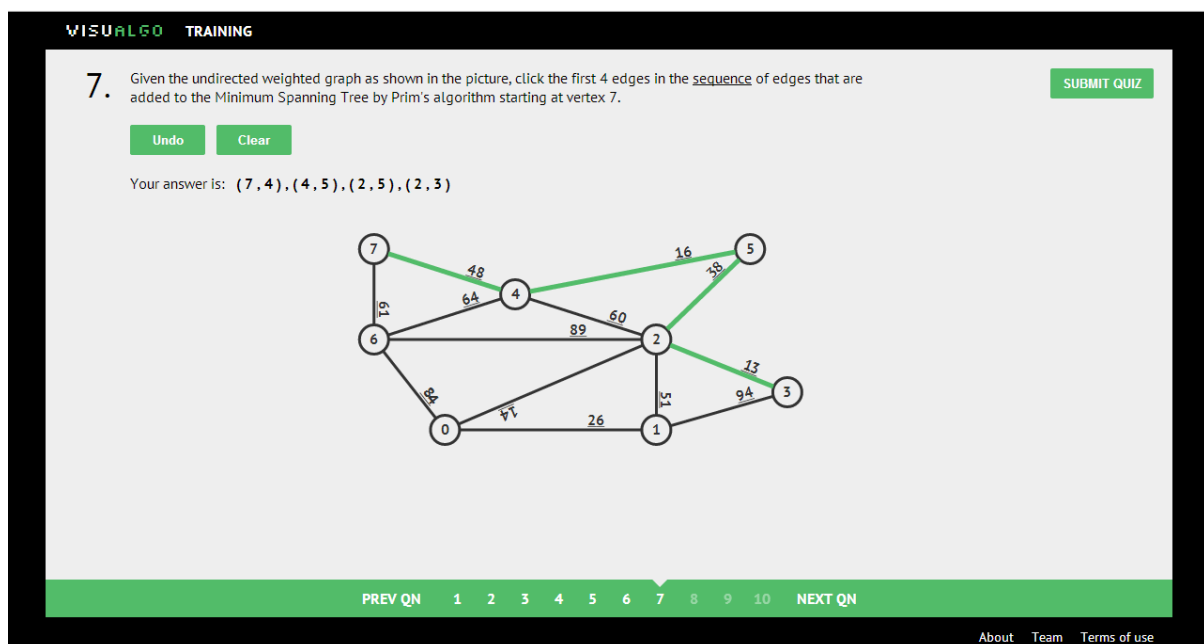 VISUALGO TRAINING
7.
Given the undirected weighted graph as shown in the picture, click the first 4 edges in the sequence of edges that are
added to the Minimum Spanning Tree by Prim's algorithm starting at vertex 7.
SUBMIT QUIZ
Undo Clear
Your answer is: (7,4),(4,5),(2,5),(2,3)
7 5
16
48 38
4
64
61 60
89
6 2
13
84 51 94 3
14
26
0 1
PREV QN 1 2 3 4 5 6 7 8 9 10 NEXT QN
About Team Terms of use